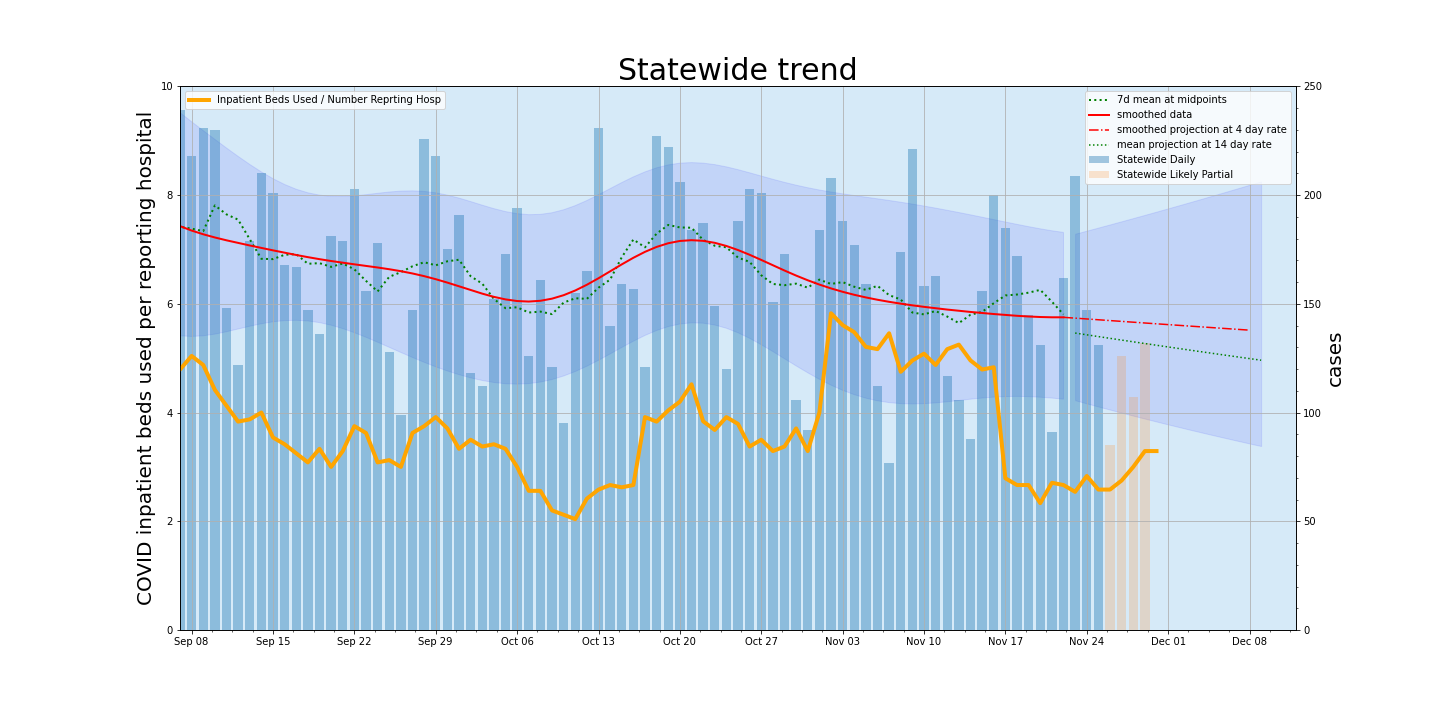 Statewide trend
Inpatient Beds Used / Number Reprting Hosp
7d mean at midpoints
smoothed data
smoothed projection at 4 day rate
mean projection at 14 day rate
Statewide Daily
Statewide Likely Partial
COVID inpatient beds used per reporting hospital
10
8
6
4
2
0
250
200
150
100
50
0
cases
Sep 08 Sep 15 Sep 22 Sep 29 Oct 06 Oct 13 Oct 20 Oct 27 Nov 03 Nov 10 Nov 17 Nov 24 Dec 01 Dec 08